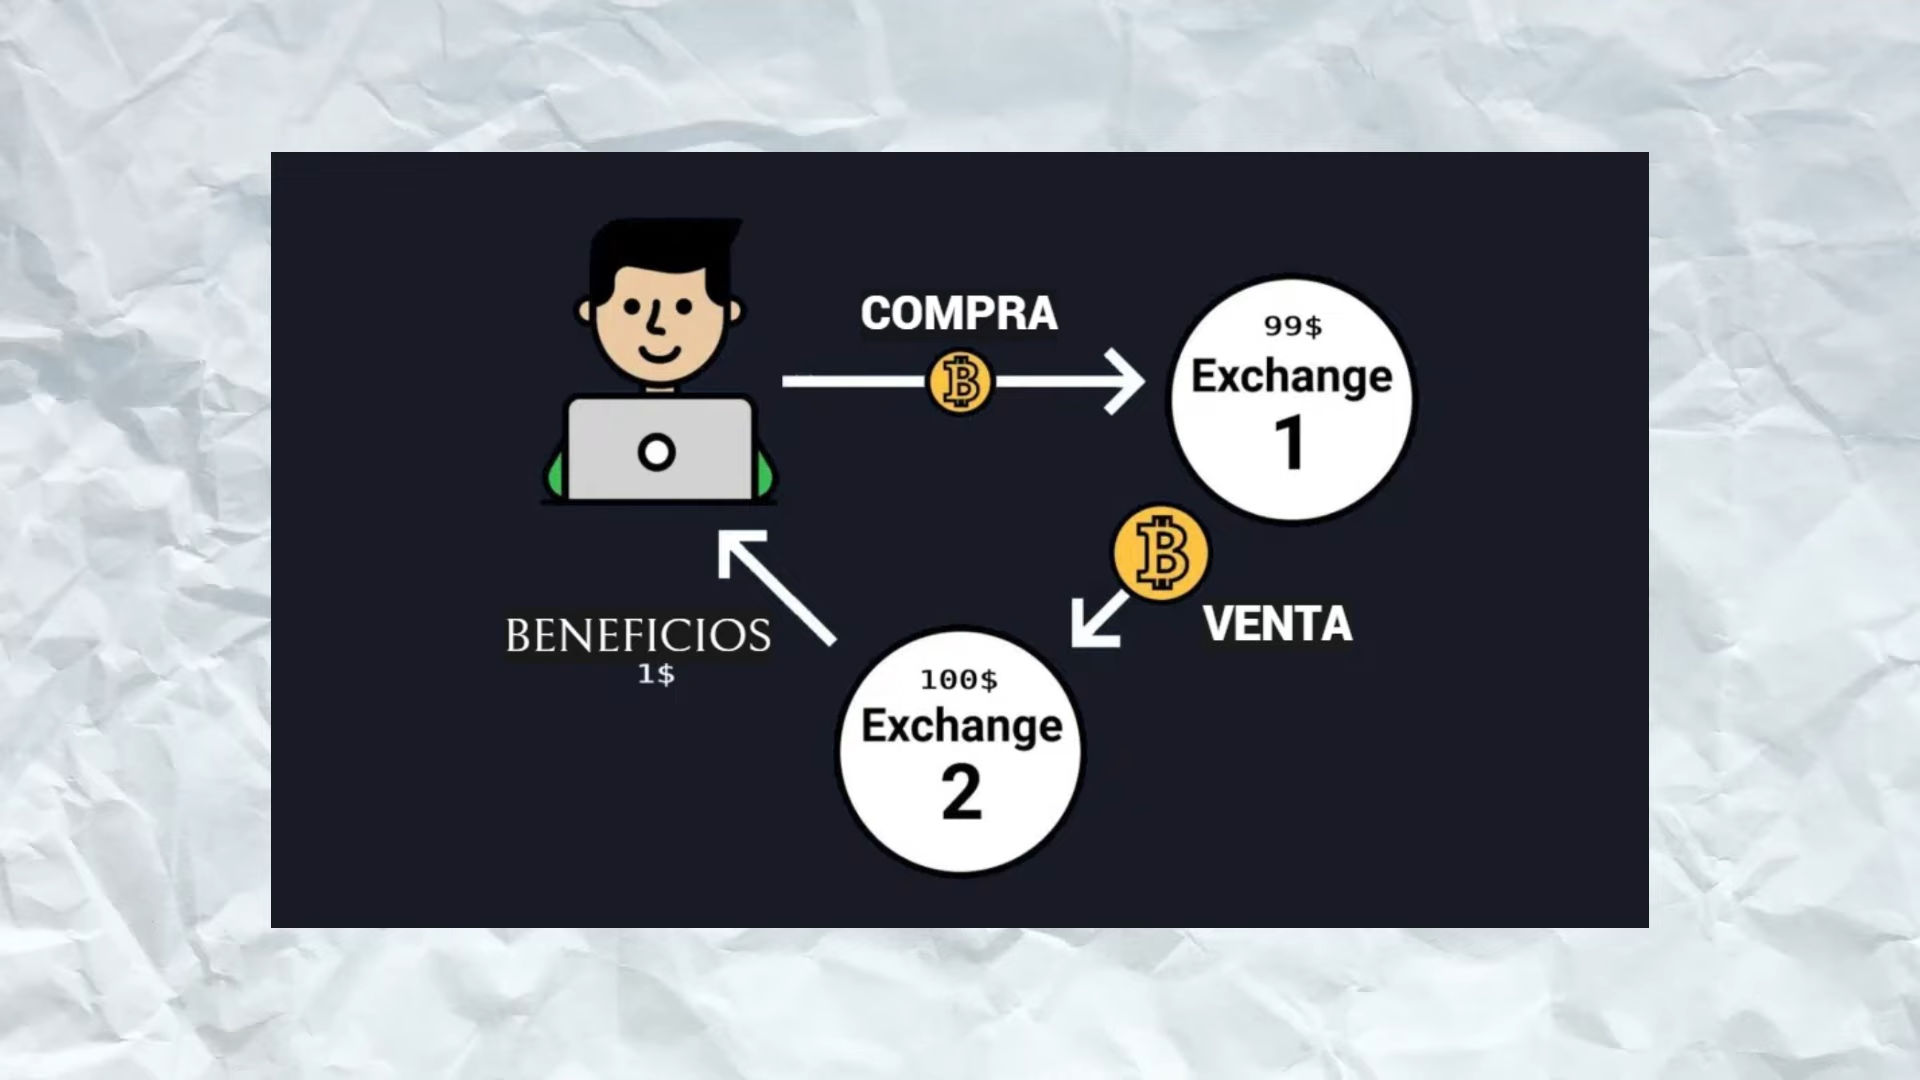 COMPRA
99$
Exchange
1
VENTA
100$
Exchange
2
BENEFICIOS
1$